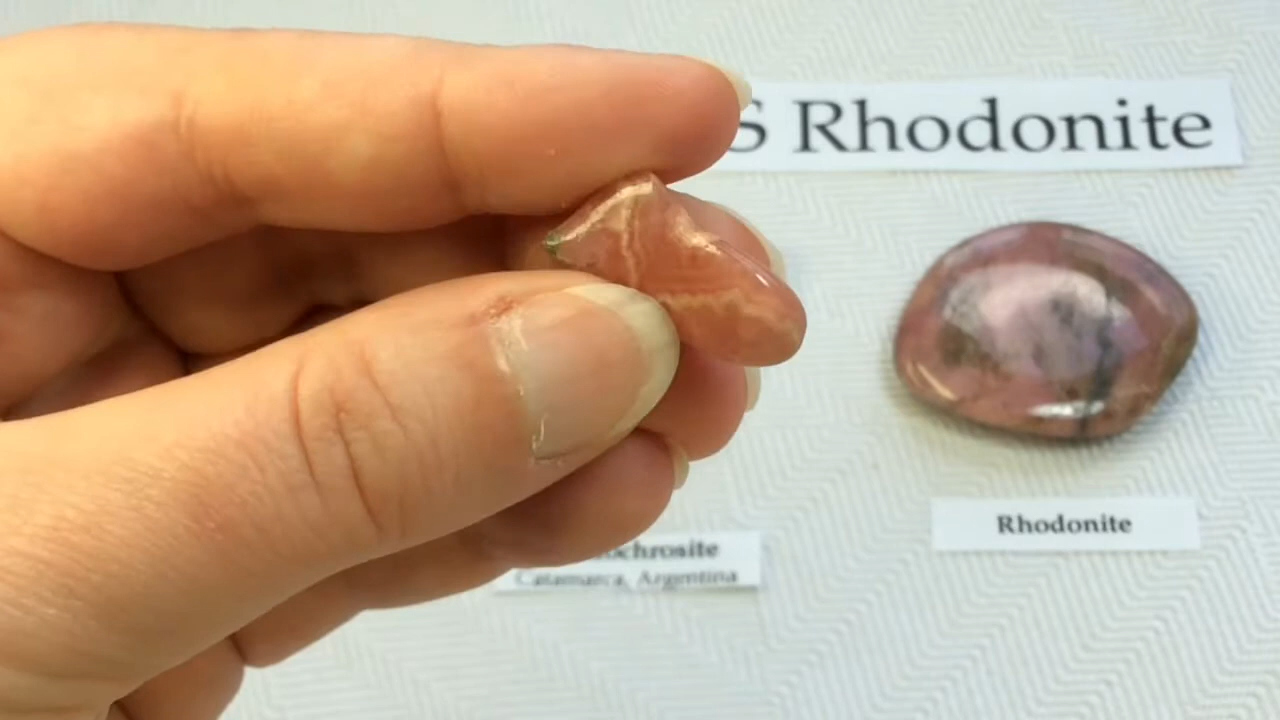 S Rhodonite
Rhodonite
ochrosite
Catamarca, Argentina